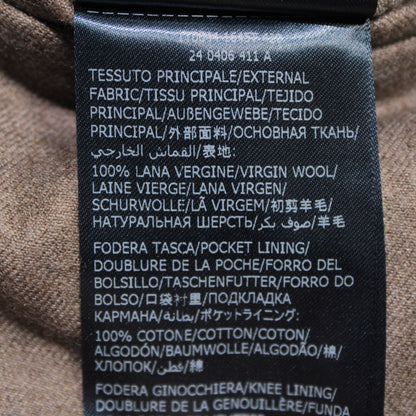 24 0406 411 A
TESSUTO PRINCIPALE/EXTERNAL
FABRIC/TISSU PRINCIPAL/TEJIDO
PRINCIPAL/AUßENGEWEBE/TECIDO
PRINCIPAL/外部面料/ОСНОВНАЯ ТКАНЬ/
القماش الخارجي/表地:
100% LANA VERGINE/VIRGIN WOOL/
LAINE VIERGE/LANA VIRGEN/
SCHURWOLLE/LÃ VIRGEM/初剪羊毛/
НАТУРАЛЬНАЯ ШЕРСТЬ/صوف بكر/羊毛
FODERA TASCA/POCKET LINING/
DOUBLURE DE LA POCHE/FORRO DEL
BOLSILLO/TASCHENFUTTER/FORRO DO
BOLSO/口袋衬里/ПОДКЛАДКА
КАРМАНА/بطانة/ポケットライニング:
100% COTONE/COTTON/COTON/
ALGODÓN/BAUMWOLLE/ALGODÃO/棉/
ХЛОПОК/قطن/綿
FODERA GINOCCHIERA/KNEE LINING/
DOUBLURE DE LA GENOUILLÈRE/FUNDA